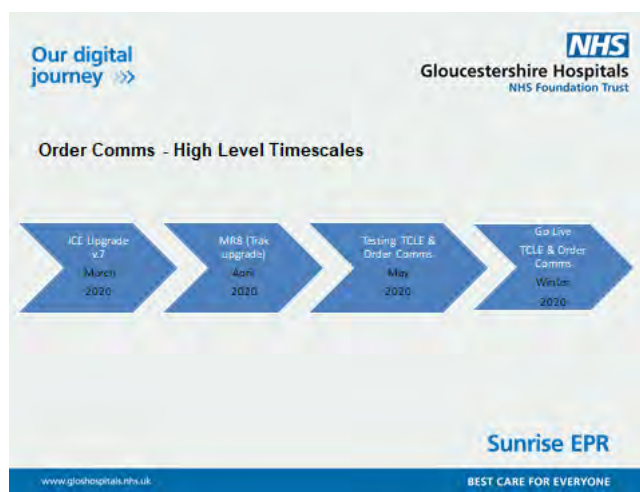 Our digital
journey >>>
NHS
Gloucestershire Hospitals
NHS Foundation Trust
Order Comms - High Level Timescales
ICE Upgrade
v.7
March
2020
MR8 (Trak
upgrade)
April
2020
Testing TCLE &
Order Comms
May
2020
Go Live
TCLE & Order
Comms
Winter
2020
Sunrise EPR
www.gloshospitals.nhs.uk
BEST CARE FOR EVERYONE